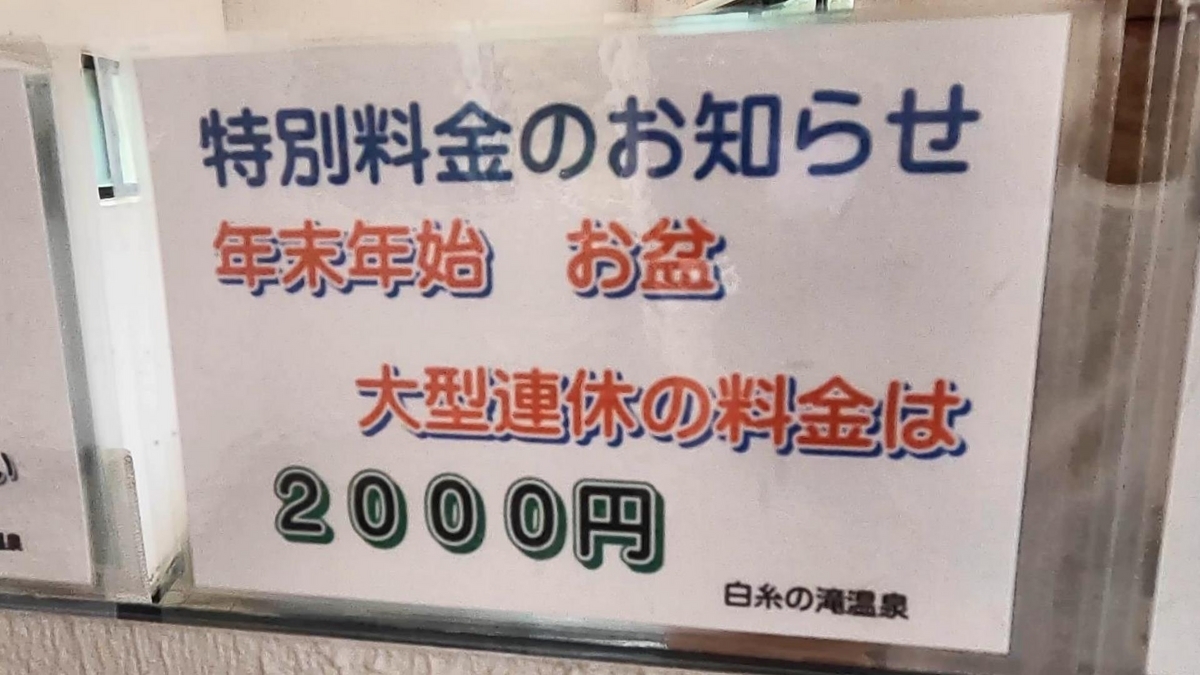 特別料金のお知らせ
年末年始　お盆
大型連休の料金は
２０００円
白糸の滝温泉
い